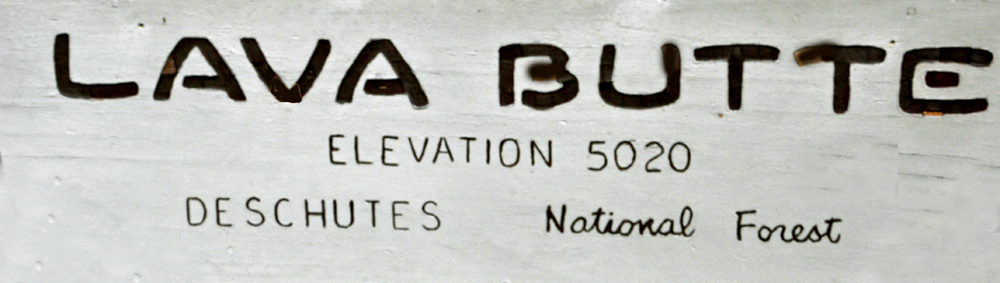 LAVA BUTTE
ELEVATION 5020
DESCHUTES National Forest